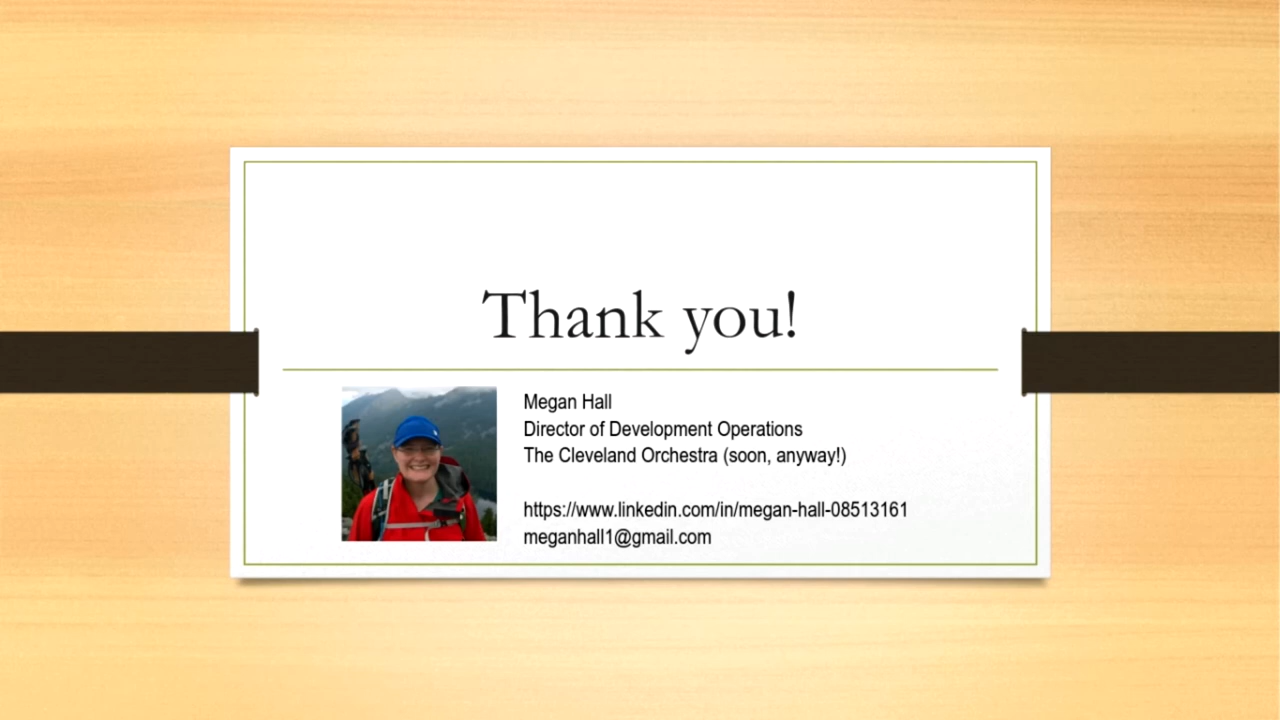 Thank you!
Megan Hall
Director of Development Operations
The Cleveland Orchestra (soon, anyway!)
https://www.linkedin.com/in/megan-hall-08513161
meganhall1@gmail.com